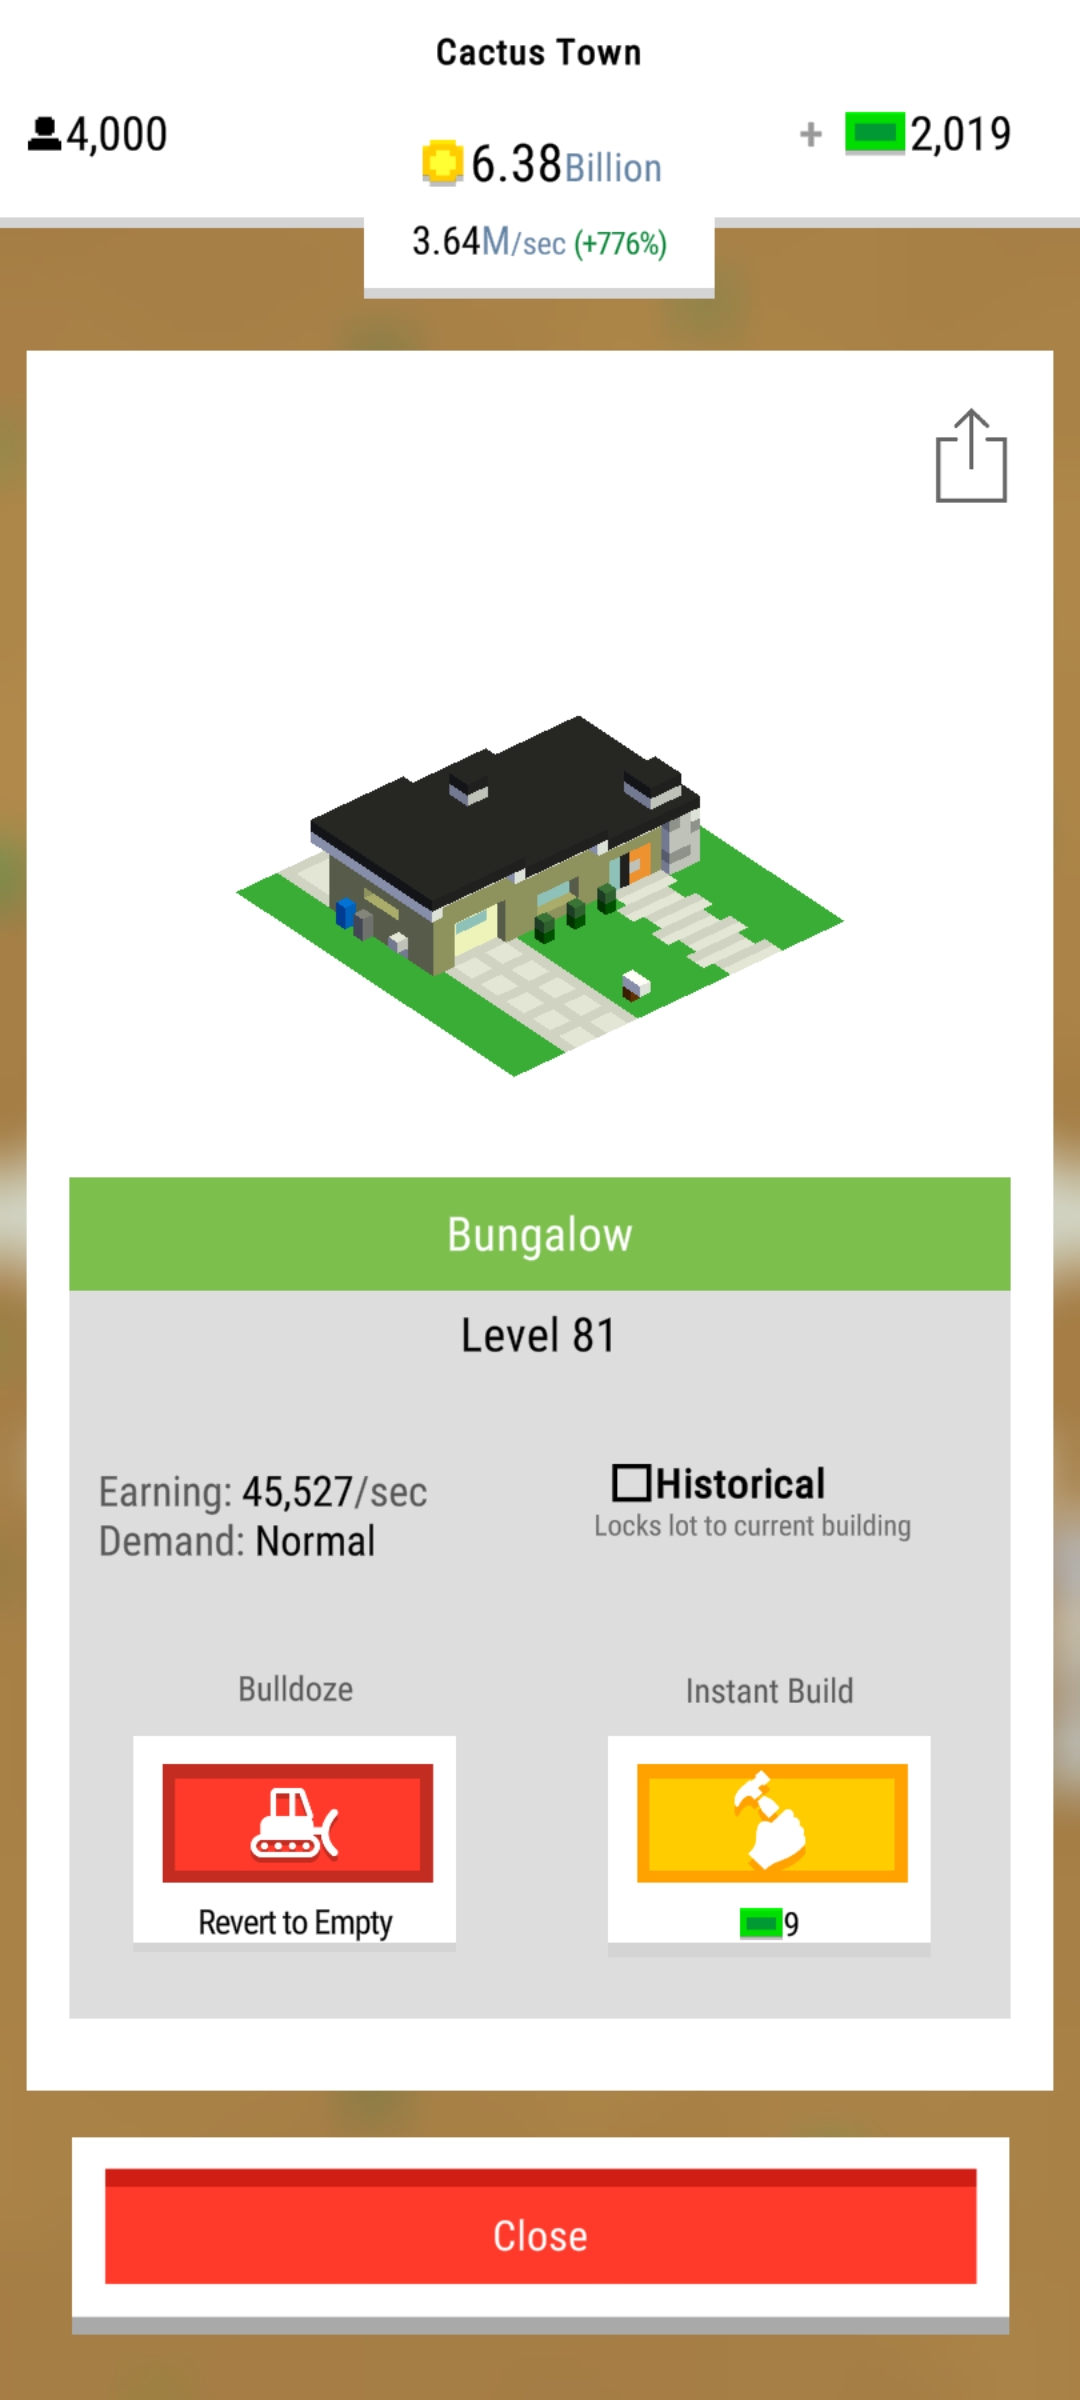 Cactus Town
4,000
6.38Billion
+ 2,019
3.64M/sec (+776%)
Bungalow
Level 81
Earning: 45,527/sec
Demand: Normal
Historical
Locks lot to current building
Bulldoze
Instant Build
Revert to Empty
9
Close